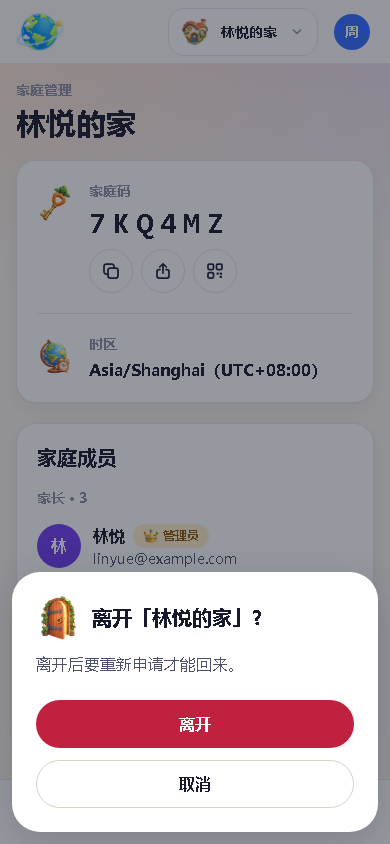 林悦的家
周
家庭管理
林悦的家
家庭码
7KQ4MZ
时区
Asia/Shanghai（UTC+08:00）
家庭成员
家长 • 3
林
林悦
管理员
linyue@example.com
离开「林悦的家」？
离开后要重新申请才能回来。
离开
取消